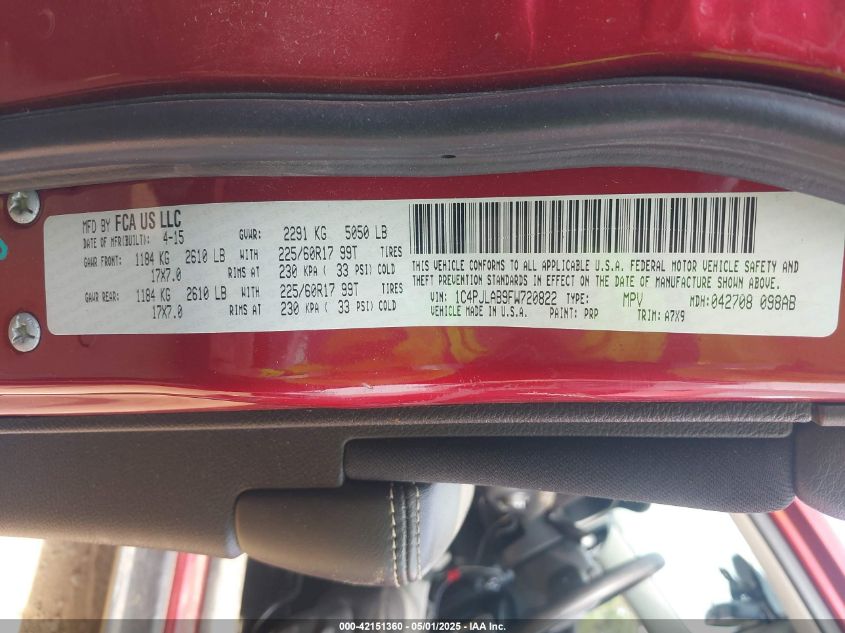 MFD BY FCA US LLC
DATE OF MFR(BUILT): 4-15 GVWR: 2291 KG 5050 LB
GAWR FRONT: 1184 KG 2610 LB WITH 225/60R17 99T TIRES
17X7.0 RIMS AT 230 KPA ( 33 PSI) COLD
GAWR REAR: 1184 KG 2610 LB WITH 225/60R17 99T TIRES
17X7.0 RIMS AT 230 KPA ( 33 PSI) COLD
THIS VEHICLE CONFORMS TO ALL APPLICABLE U.S.A. FEDERAL MOTOR VEHICLE SAFETY AND
THEFT PREVENTION STANDARDS IN EFFECT ON THE DATE OF MANUFACTURE SHOWN ABOVE.
VIN: 1C4PJLAB9FW720822 TYPE: MPV MDH: 042708 098AB
VEHICLE MADE IN U.S.A. PAINT: PRP TRIM: A7X9
000-42151360 - 05/01/2025 - IAA, Inc.